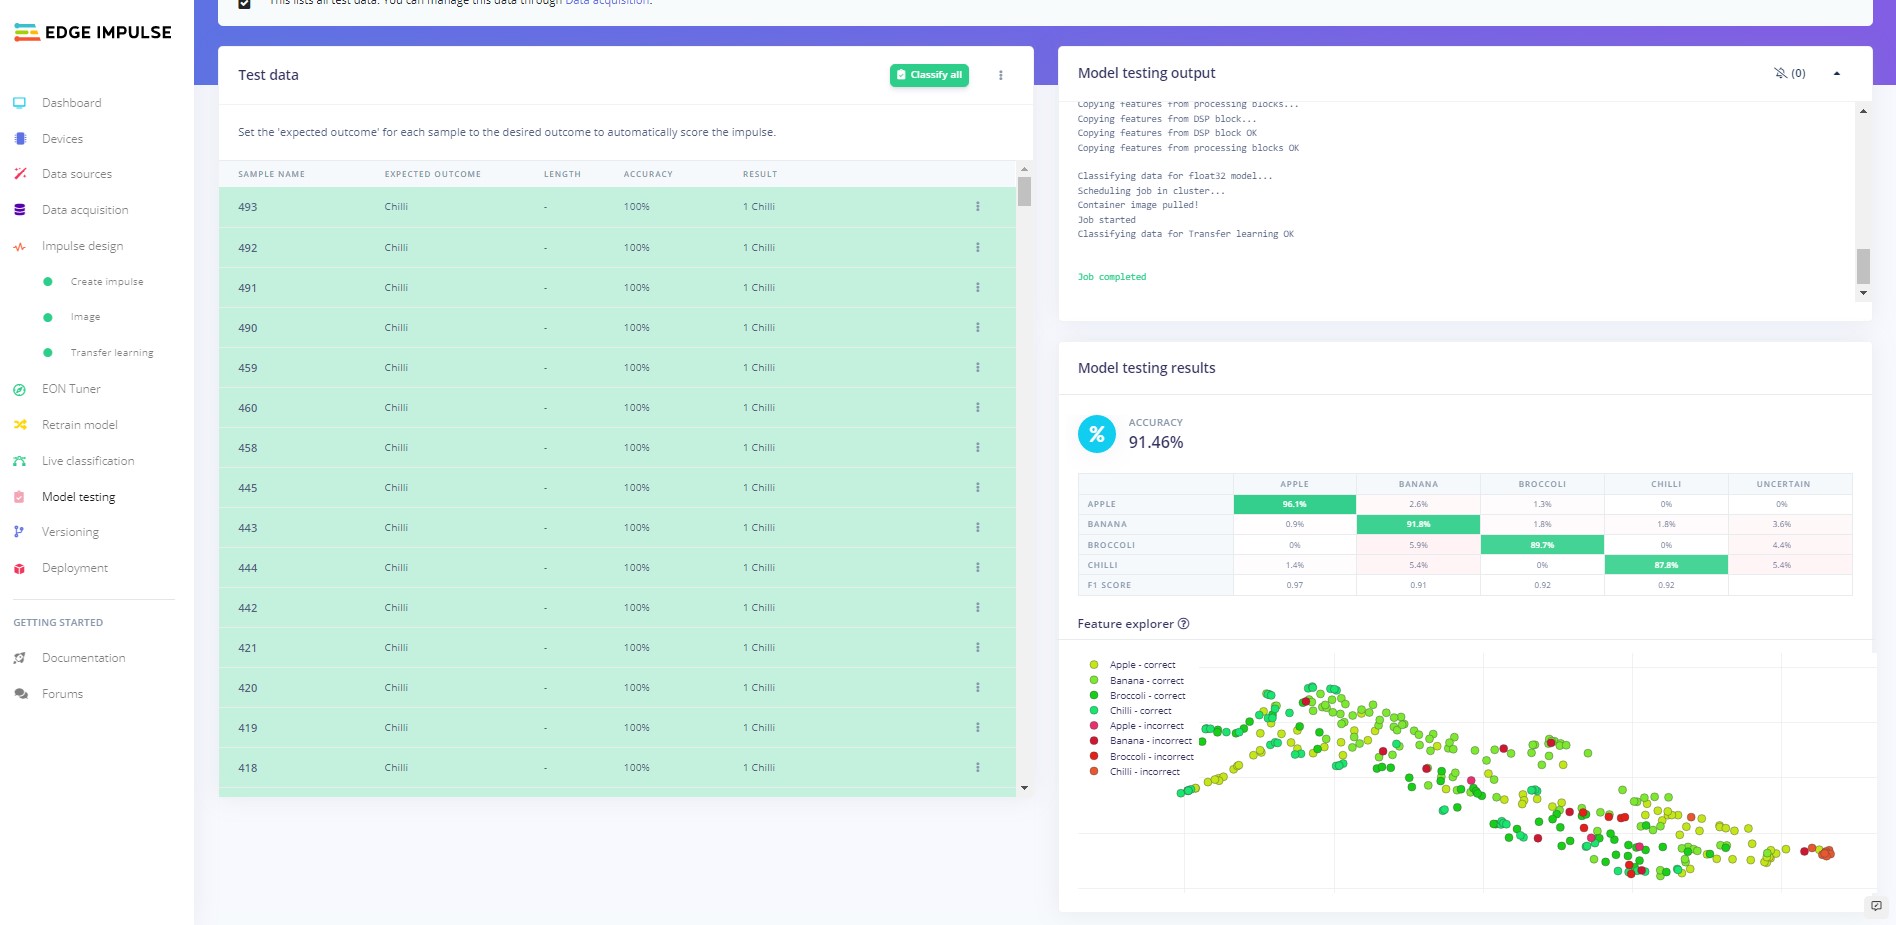 This lists all test data. You can manage this data through Data acquisition.
EDGE IMPULSE
Dashboard
Devices
Data sources
Data acquisition
Impulse design
Create impulse
Image
Transfer learning
EON Tuner
Retrain model
Live classification
Model testing
Versioning
Deployment
GETTING STARTED
Documentation
Forums
Test data
Classify all
Set the 'expected outcome' for each sample to the desired outcome to automatically score the impulse.
SAMPLE NAME EXPECTED OUTCOME LENGTH ACCURACY RESULT
493 Chilli - 100% 1 Chilli
492 Chilli - 100% 1 Chilli
491 Chilli - 100% 1 Chilli
490 Chilli - 100% 1 Chilli
459 Chilli - 100% 1 Chilli
460 Chilli - 100% 1 Chilli
458 Chilli - 100% 1 Chilli
445 Chilli - 100% 1 Chilli
443 Chilli - 100% 1 Chilli
444 Chilli - 100% 1 Chilli
442 Chilli - 100% 1 Chilli
421 Chilli - 100% 1 Chilli
420 Chilli - 100% 1 Chilli
419 Chilli - 100% 1 Chilli
418 Chilli - 100% 1 Chilli
Model testing output
(0)
Copying features from processing blocks...
Copying features from DSP block...
Copying features from DSP block OK
Copying features from processing blocks OK
Classifying data for float32 model...
Scheduling job in cluster...
Container image pulled!
Job started
Classifying data for Transfer learning OK
Job completed
Model testing results
%
ACCURACY
91.46%
APPLE BANANA BROCCOLI CHILLI UNCERTAIN
APPLE 96.1% 2.6% 1.3% 0% 0%
BANANA 0.9% 91.8% 1.8% 1.8% 3.6%
BROCCOLI 0% 5.9% 89.7% 0% 4.4%
CHILLI 1.4% 5.4% 0% 87.8% 5.4%
F1 SCORE 0.97 0.91 0.92 0.92
Feature explorer
Apple - correct
Banana - correct
Broccoli - correct
Chilli - correct
Apple - incorrect
Banana - incorrect
Broccoli - incorrect
Chilli - incorrect